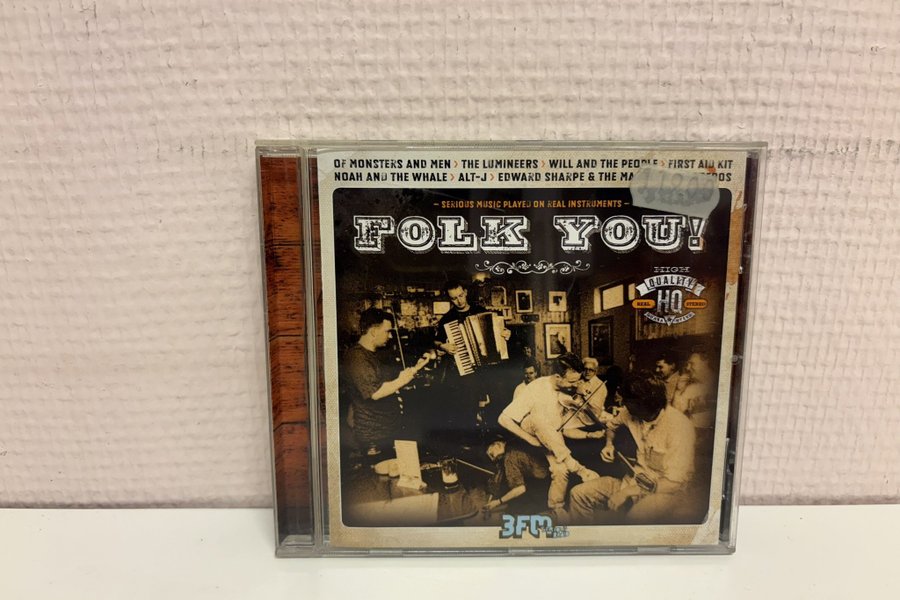 OF MONSTERS AND MEN › THE LUMINEERS › WILL AND THE PEOPLE › FIRST AID KIT
NOAH AND THE WHALE › ALT-J › EDWARD SHARPE & THE
– SERIOUS MUSIC PLAYED ON REAL INSTRUMENTS –
FOLK YOU!
HIGH
QUALITY
REAL HQ STEREO
3FM